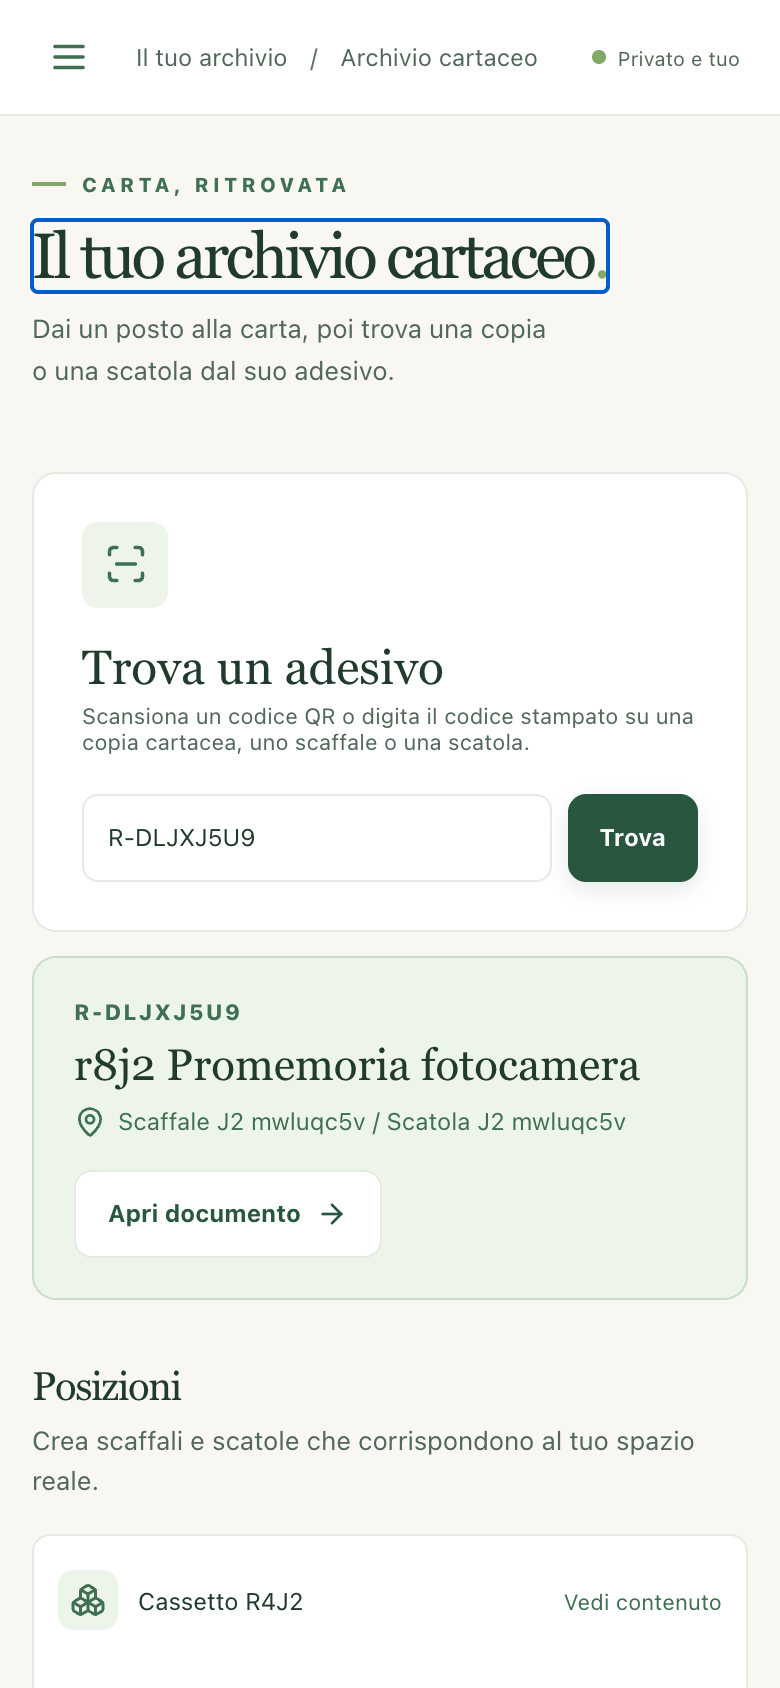 Il tuo archivio / Archivio cartaceo
Privato e tuo
CARTA, RITROVATA
Il tuo archivio cartaceo.
Dai un posto alla carta, poi trova una copia
o una scatola dal suo adesivo.
Trova un adesivo
Scansiona un codice QR o digita il codice stampato su una
copia cartacea, uno scaffale o una scatola.
R-DLJXJ5U9
Trova
R-DLJXJ5U9
r8j2 Promemoria fotocamera
Scaffale J2 mwluqc5v / Scatola J2 mwluqc5v
Apri documento
Posizioni
Crea scaffali e scatole che corrispondono al tuo spazio
reale.
Cassetto R4J2
Vedi contenuto